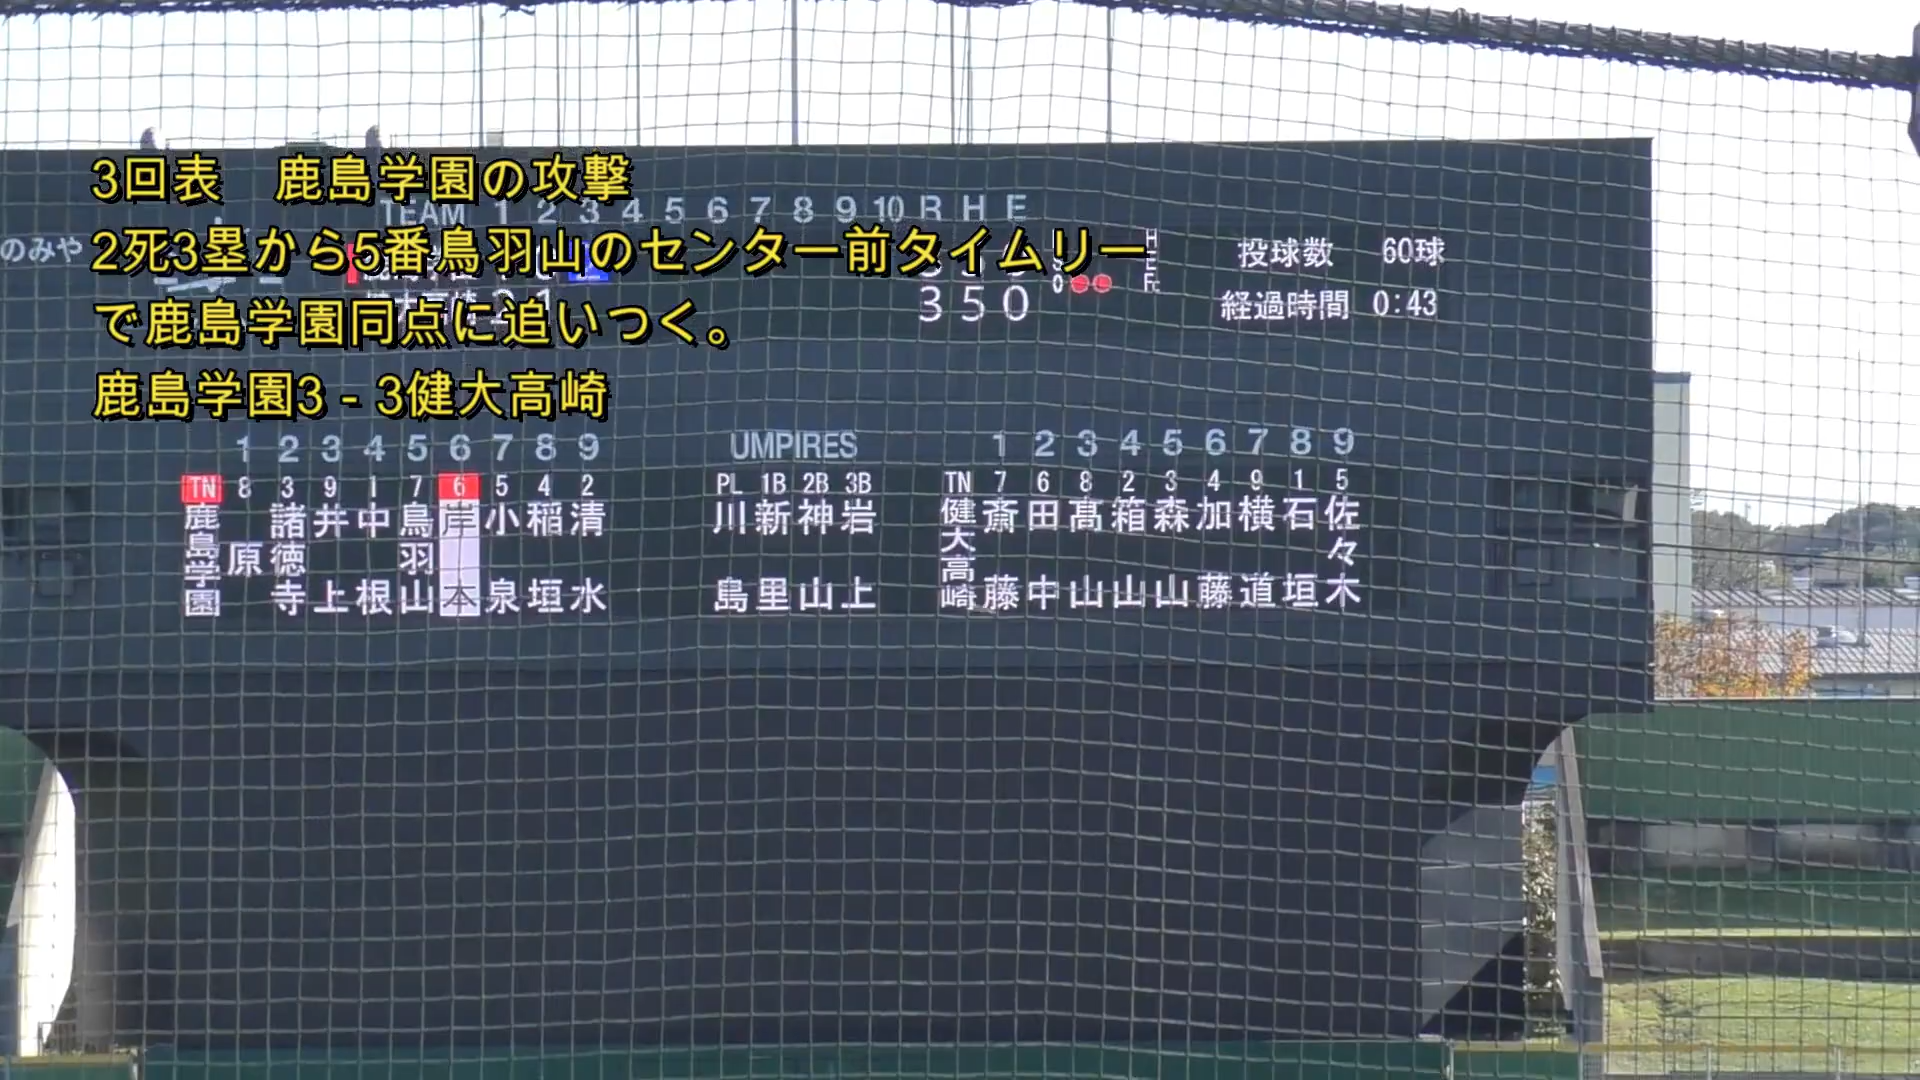 3回表　鹿島学園の攻撃
2死3塁から5番鳥羽山のセンター前タイムリー
で鹿島学園同点に追いつく。
鹿島学園3 - 3健大高崎
TEAM 1 2 3 4 5 6 7 8 9 10 R H E
のみや
投球数 60球
2 1 3 5 0
経過時間 0:43
1 2 3 4 5 6 7 8 9
TN 8 3 9 1 7 6 5 4 2
鹿島学園 原 諸徳寺 井上 中根 鳥羽山 岸本 小泉 稲垣 清水
UMPIRES
PL 1B 2B 3B
川島 新里 神山 岩上
1 2 3 4 5 6 7 8 9
TN 7 6 8 2 3 4 9 1 5
健大高崎 斎藤 田中 髙山 箱山 森山 加藤 横道 石垣 佐々木